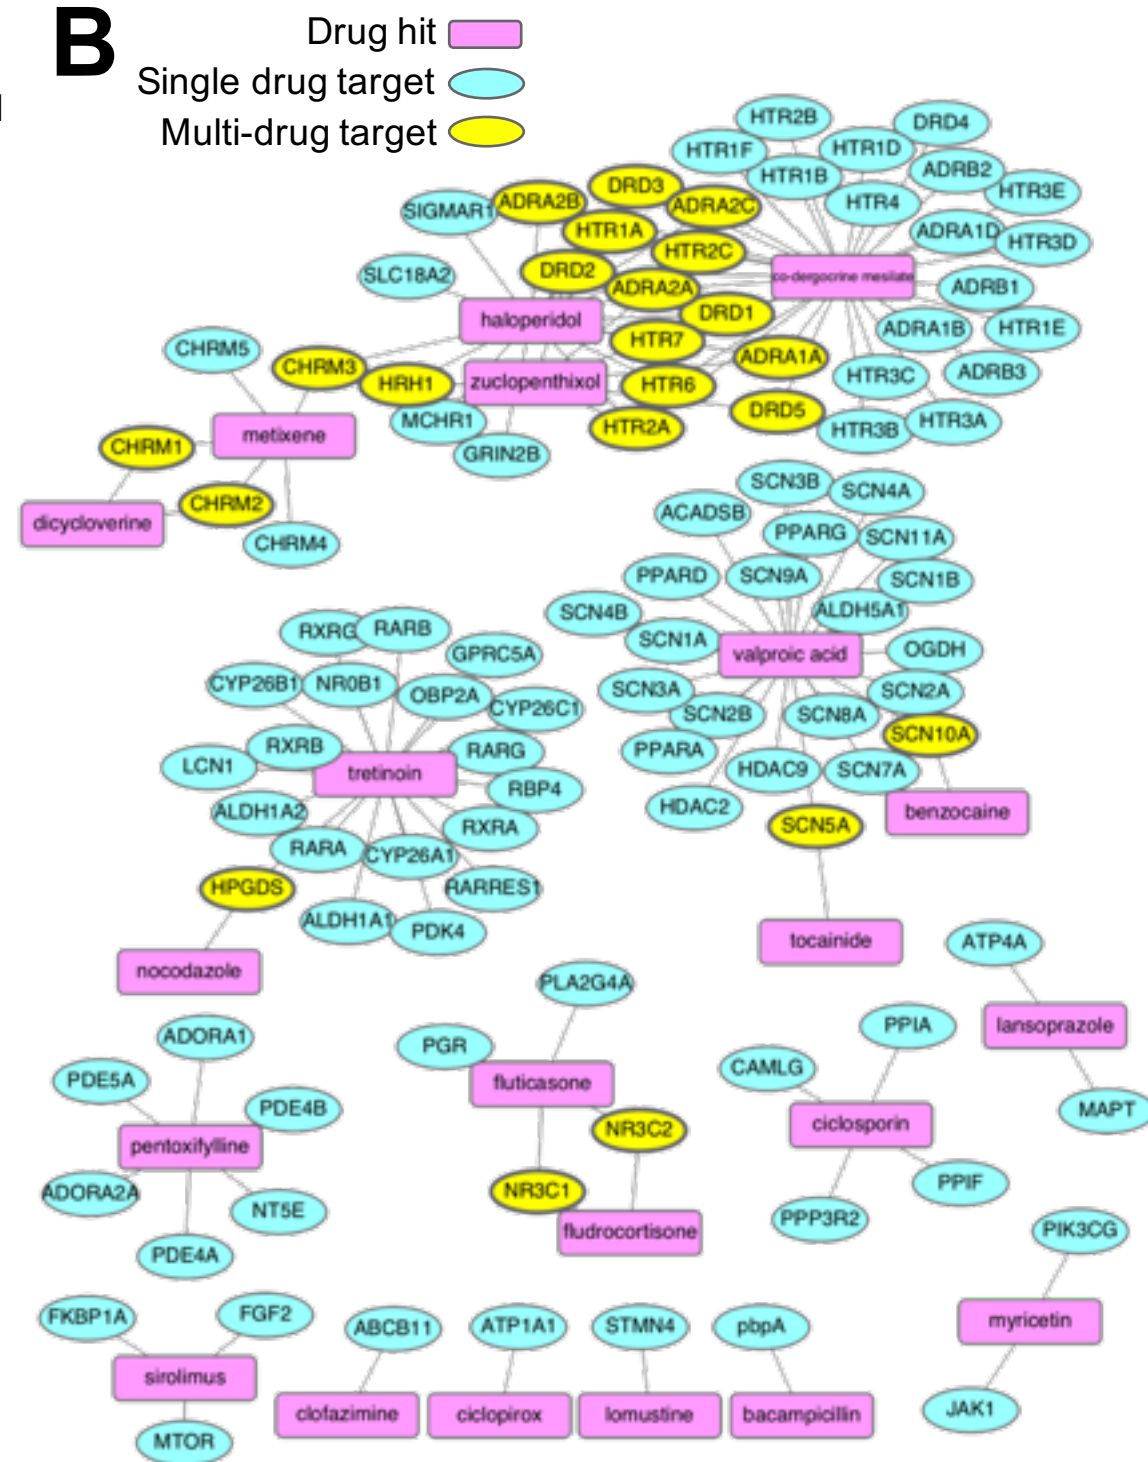 B
Drug hit
Single drug target
Multi-drug target
HTR2B
DRD4
HTR1F
HTR1D
HTR1B
ADRB2
HTR3E
HTR4
ADRA1D
HTR3D
SIGMAR1
ADRA2B
DRD3
ADRA2C
HTR1A
HTR2C
DRD2
ADRA2A
SLC18A2
co-dergocrine mesilate
ADRB1
DRD1
haloperidol
HTR7
ADRA1B
HTR1E
CHRM5
CHRM3
HRH1
zuclopenthixol
HTR6
ADRA1A
HTR3C
ADRB3
MCHR1
HTR2A
DRD5
HTR3B
HTR3A
metixene
GRIN2B
CHRM1
CHRM2
dicycloverine
CHRM4
SCN3B
SCN4A
ACADSB
PPARG
SCN11A
PPARD
SCN9A
SCN1B
SCN4B
ALDH5A1
SCN1A
valproic acid
OGDH
SCN3A
SCN2A
SCN2B
SCN8A
SCN10A
PPARA
HDAC9
SCN7A
HDAC2
SCN5A
benzocaine
tocainide
RXRG
RARB
GPRC5A
CYP26B1
NR0B1
OBP2A
CYP26C1
RXRB
RARG
LCN1
tretinoin
RBP4
ALDH1A2
RXRA
RARA
CYP26A1
HPGDS
RARRES1
ALDH1A1
PDK4
nocodazole
ATP4A
lansoprazole
MAPT
PLA2G4A
PGR
fluticasone
NR3C2
NR3C1
fludrocortisone
PPIA
CAMLG
ciclosporin
PPIF
PPP3R2
ADORA1
PDE5A
PDE4B
pentoxifylline
ADORA2A
NT5E
PDE4A
PIK3CG
myricetin
JAK1
FKBP1A
FGF2
sirolimus
MTOR
ABCB11
clofazimine
ATP1A1
ciclopirox
STMN4
lomustine
pbpA
bacampicillin